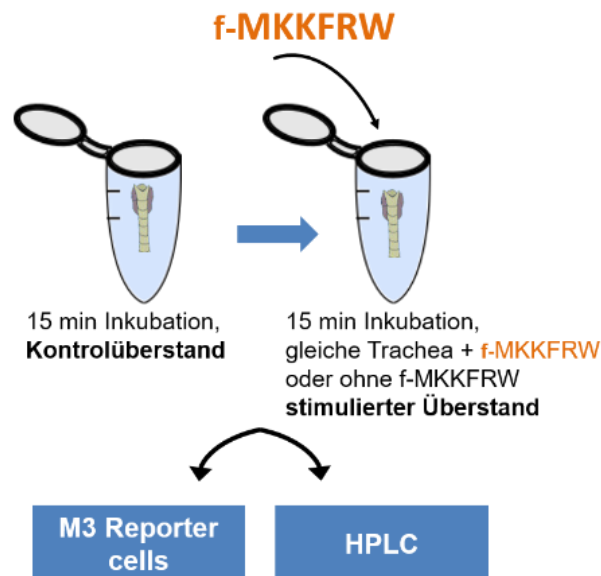 f-MKKFRW
15 min Inkubation,
Kontrolüberstand
15 min Inkubation,
gleiche Trachea + f-MKKFRW
oder ohne f-MKKFRW
stimulierter Überstand
M3 Reporter
cells
HPLC